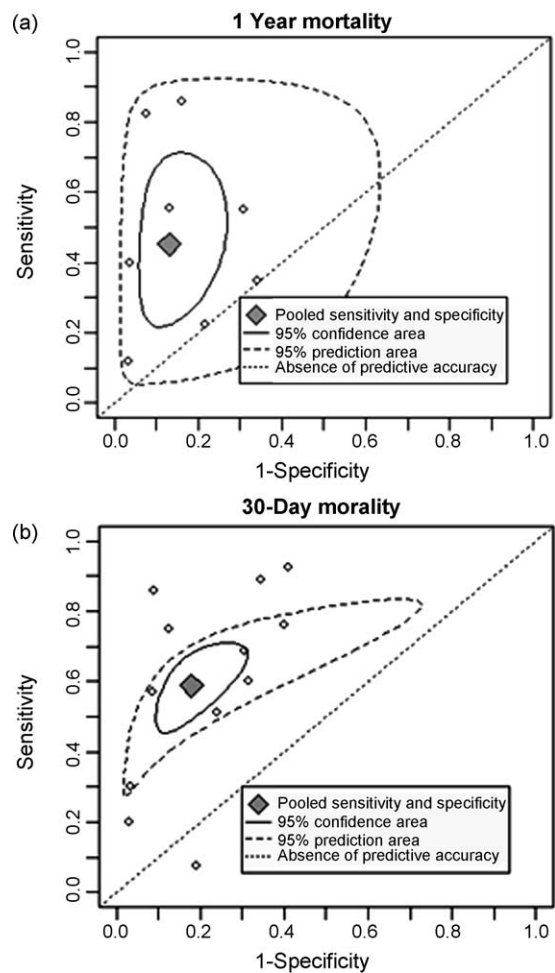 (a)
1 Year mortality
1.0
0.8
0.6
0.4
0.2
0.0
Sensitivity
Pooled sensitivity and specificity
95% confidence area
95% prediction area
Absence of predictive accuracy
0.0 0.2 0.4 0.6 0.8 1.0
1-Specificity
(b)
30-Day morality
1.0
0.8
0.6
0.4
0.2
0.0
Sensitivity
Pooled sensitivity and specificity
95% confidence area
95% prediction area
Absence of predictive accuracy
0.0 0.2 0.4 0.6 0.8 1.0
1-Specificity